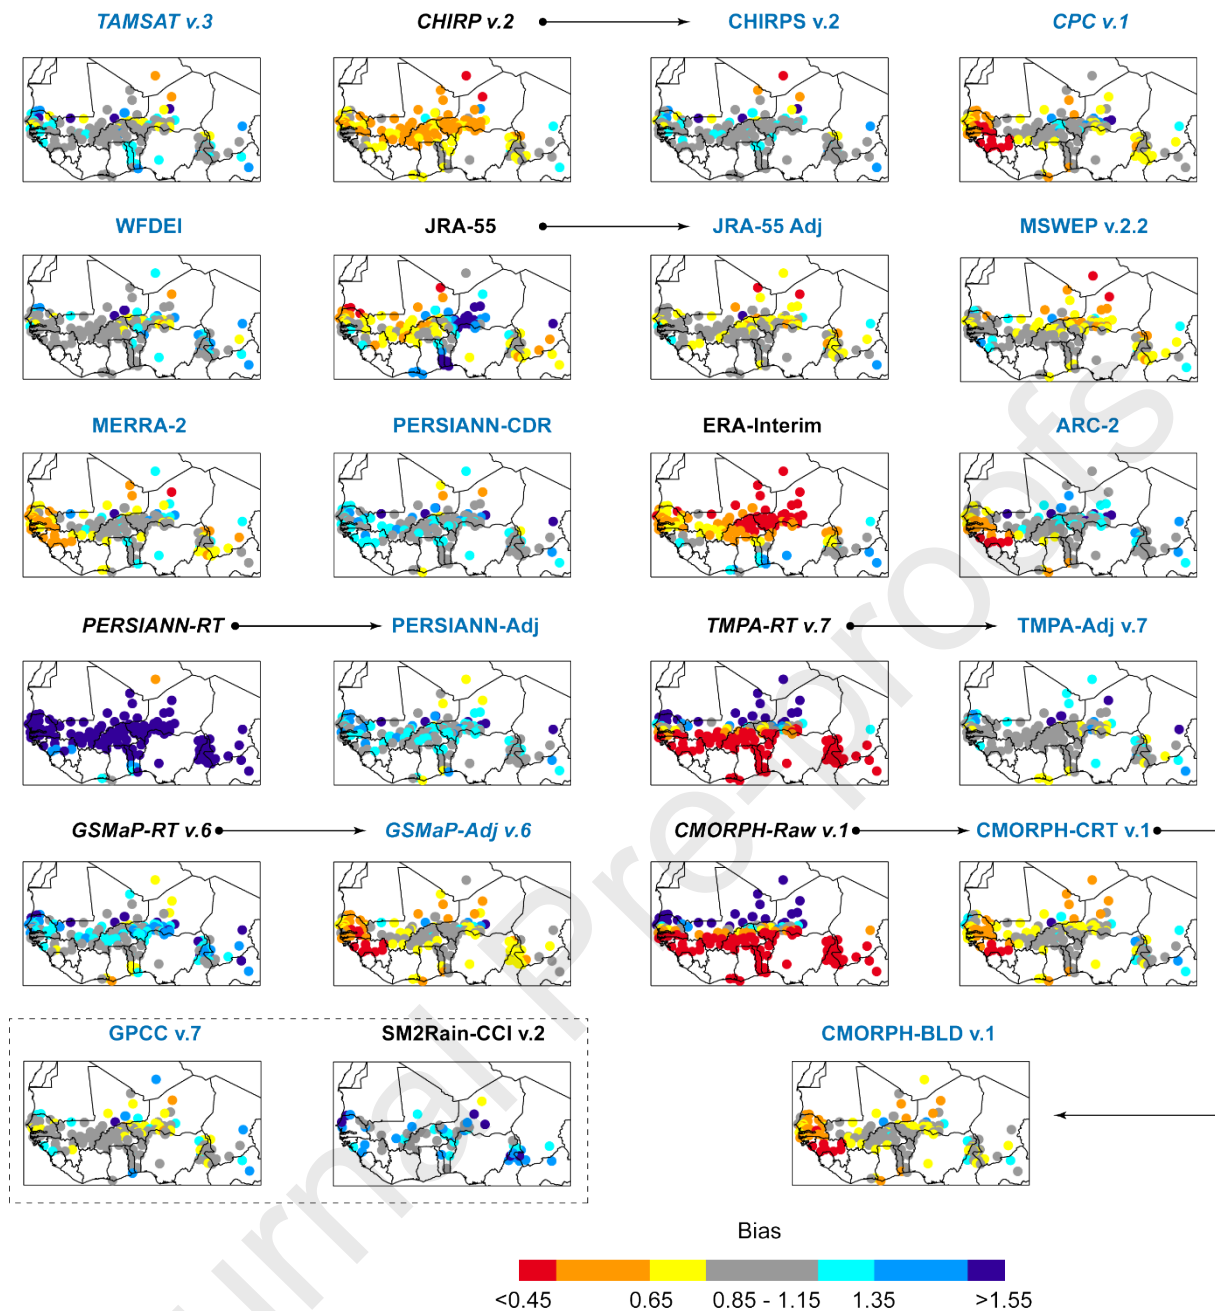 TAMSAT v.3 CHIRP v.2 CHIRPS v.2 CPC v.1
WFDEI JRA-55 JRA-55 Adj MSWEP v.2.2
MERRA-2 PERSIANN-CDR ERA-Interim ARC-2
PERSIANN-RT PERSIANN-Adj TMPA-RT v.7 TMPA-Adj v.7
GSMaP-RT v.6 GSMaP-Adj v.6 CMORPH-Raw v.1 CMORPH-CRT v.1
GPCC v.7 SM2Rain-CCI v.2 CMORPH-BLD v.1
Bias
<0.45 0.65 0.85 - 1.15 1.35 >1.55
urnal Pre-proofs